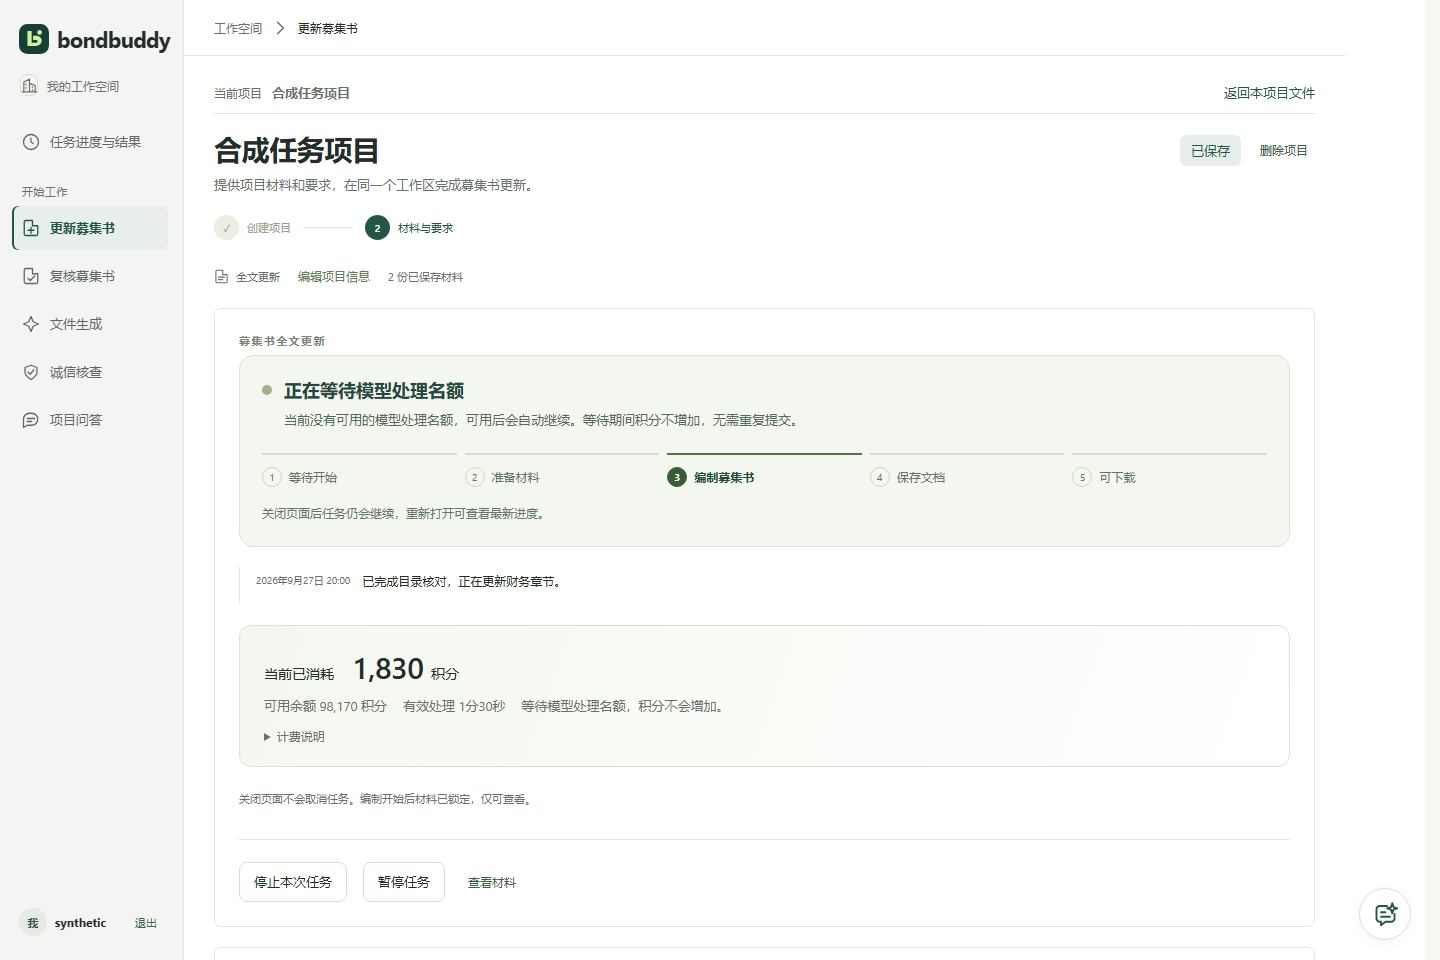 bondbuddy
我的工作空间
任务进度与结果
开始工作
更新募集书
复核募集书
文件生成
诚信核查
项目问答
我 synthetic 退出
工作空间 更新募集书
当前项目 合成任务项目 返回本项目文件
合成任务项目 已保存 删除项目
提供项目材料和要求，在同一个工作区完成募集书更新。
✓ 创建项目 2 材料与要求
全文更新 编辑项目信息 2 份已保存材料
募集书全文更新
正在等待模型处理名额
当前没有可用的模型处理名额，可用后会自动继续。等待期间积分不增加，无需重复提交。
1 等待开始 2 准备材料 3 编制募集书 4 保存文档 5 可下载
关闭页面后任务仍会继续，重新打开可查看最新进度。
2026年9月27日 20:00 已完成目录核对，正在更新财务章节。
当前已消耗 1,830 积分
可用余额 98,170 积分 有效处理 1分30秒 等待模型处理名额，积分不会增加。
计费说明
关闭页面不会取消任务。编制开始后材料已锁定，仅可查看。
停止本次任务 暂停任务 查看材料